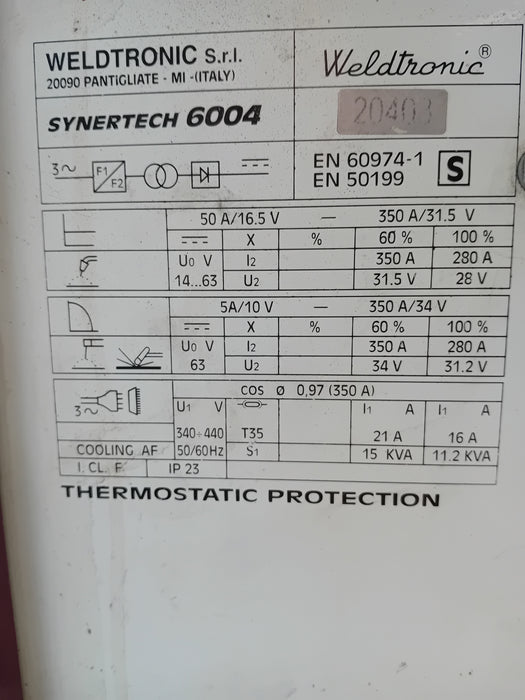 WELDTRONIC S.r.l.
20090 PANTIGLIATE - MI -(ITALY)
Weldtronic ®
SYNERTECH 6004
20403
3~ F1 F2
EN 60974-1
EN 50199
S
50 A/16.5 V — 350 A/31.5 V
X % 60 % 100 %
U0 V I2 350 A 280 A
14...63 U2 31.5 V 28 V
5A/10 V — 350 A/34 V
X % 60 % 100 %
U0 V I2 350 A 280 A
63 U2 34 V 31.2 V
COS Ø 0,97 (350 A)
3~ U1 V I1 A I1 A
340÷440 T35 21 A 16 A
COOLING AF 50/60Hz S1 15 KVA 11.2 KVA
I. CL. F IP 23
THERMOSTATIC PROTECTION